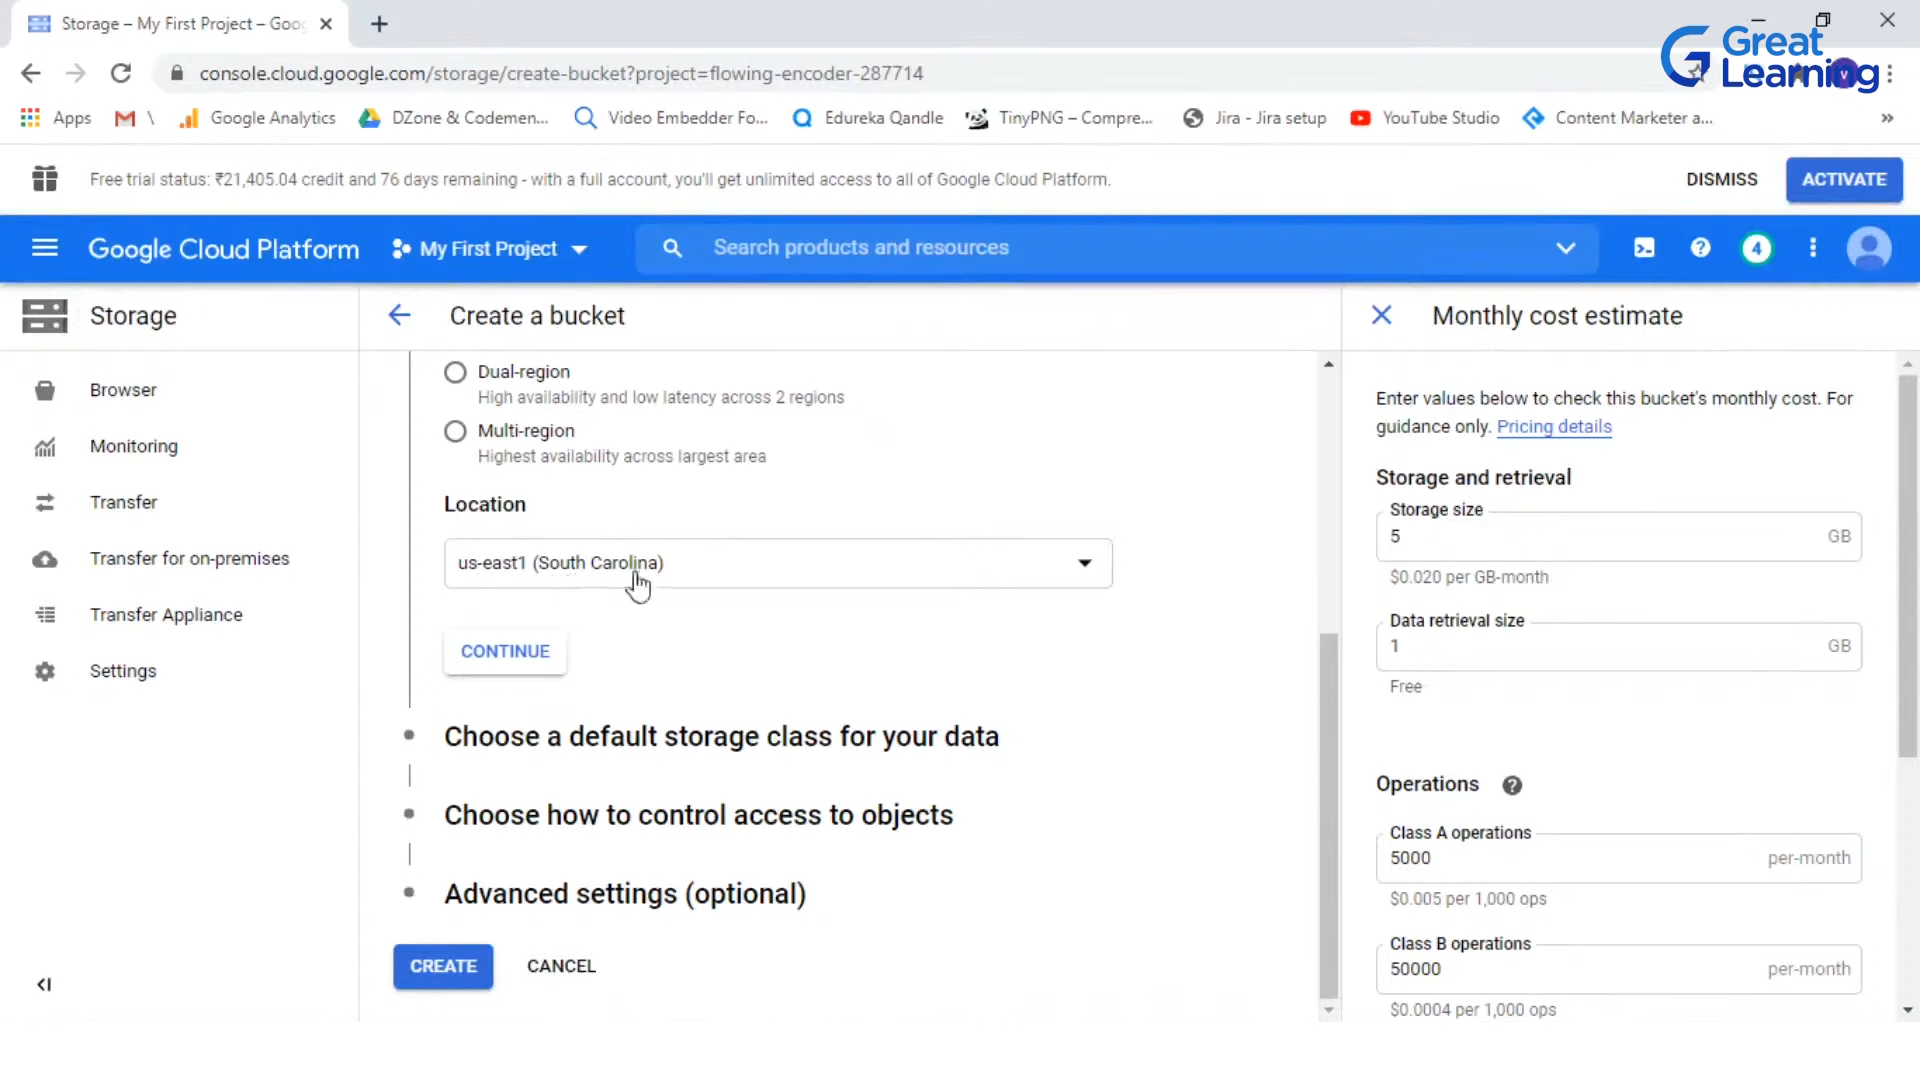 Storage – My First Project – Goo
Great Learning
console.cloud.google.com/storage/create-bucket?project=flowing-encoder-287714
V
Apps
\
Google Analytics
DZone & Codemen...
Video Embedder Fo...
Edureka Qandle
TinyPNG – Compre...
Jira - Jira setup
YouTube Studio
Content Marketer a...
»
Free trial status: ₹21,405.04 credit and 76 days remaining - with a full account, you'll get unlimited access to all of Google Cloud Platform.
DISMISS
ACTIVATE
Google Cloud Platform
My First Project
Search products and resources
4
Storage
Browser
Monitoring
Transfer
Transfer for on-premises
Transfer Appliance
Settings
Create a bucket
Dual-region
High availability and low latency across 2 regions
Multi-region
Highest availability across largest area
Location
us-east1 (South Carolina)
CONTINUE
Choose a default storage class for your data
Choose how to control access to objects
Advanced settings (optional)
CREATE
CANCEL
Monthly cost estimate
Enter values below to check this bucket's monthly cost. For
guidance only. Pricing details
Storage and retrieval
Storage size
5 GB
$0.020 per GB-month
Data retrieval size
1 GB
Free
Operations
Class A operations
5000 per-month
$0.005 per 1,000 ops
Class B operations
50000 per-month
$0.0004 per 1,000 ops